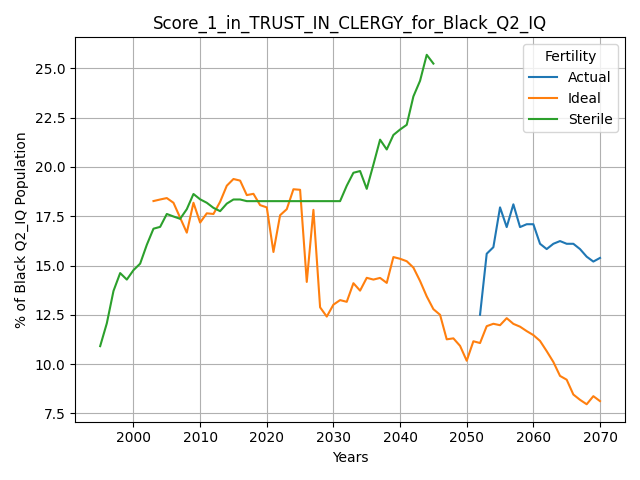 Score_1_in_TRUST_IN_CLERGY_for_Black_Q2_IQ
% of Black Q2_IQ Population
25.0
22.5
20.0
17.5
15.0
12.5
10.0
7.5
Fertility
Actual
Ideal
Sterile
2000 2010 2020 2030 2040 2050 2060 2070
Years